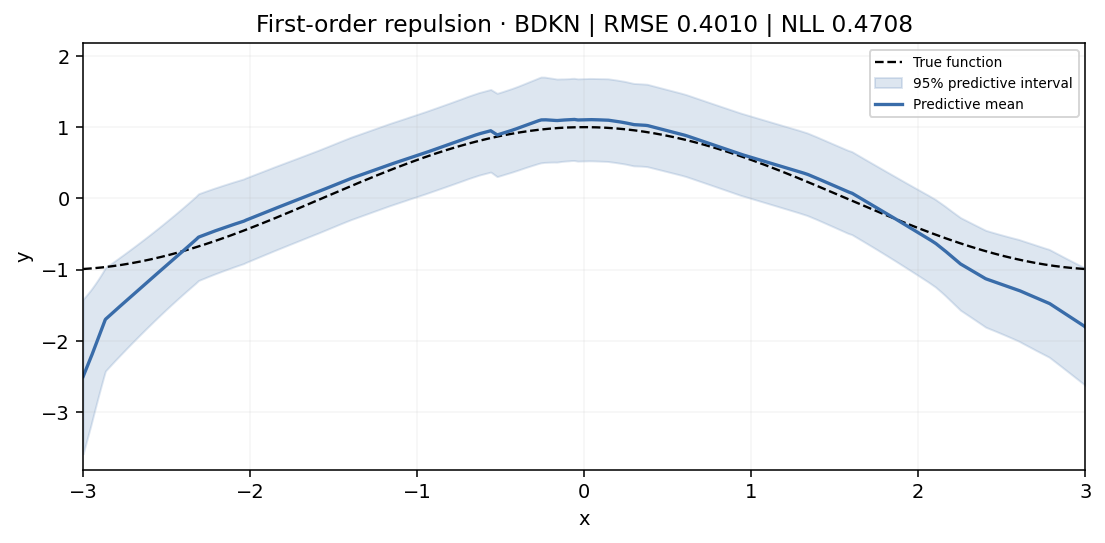 First-order repulsion · BDKN | RMSE 0.4010 | NLL 0.4708
True function
95% predictive interval
Predictive mean
y
2
1
0
−1
−2
−3
−3
−2
−1
0
1
2
3
x